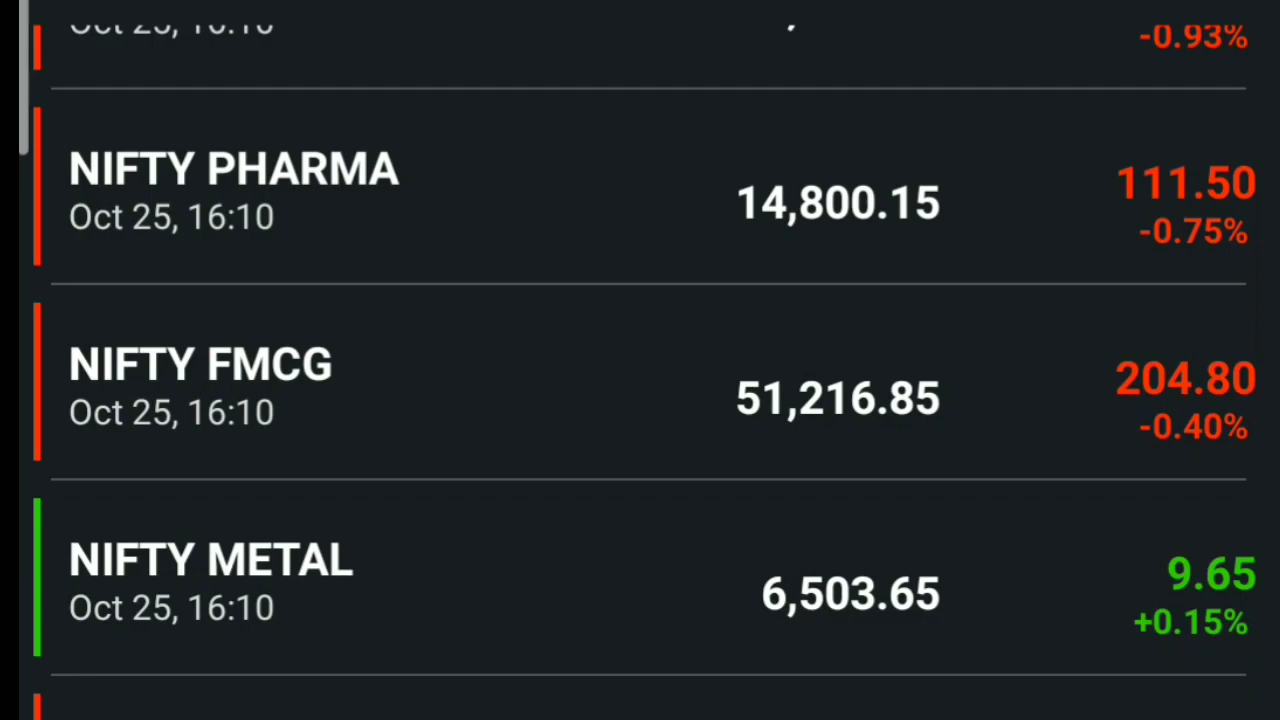 -0.93%
NIFTY PHARMA
Oct 25, 16:10
14,800.15
111.50
-0.75%
NIFTY FMCG
Oct 25, 16:10
51,216.85
204.80
-0.40%
NIFTY METAL
Oct 25, 16:10
6,503.65
9.65
+0.15%